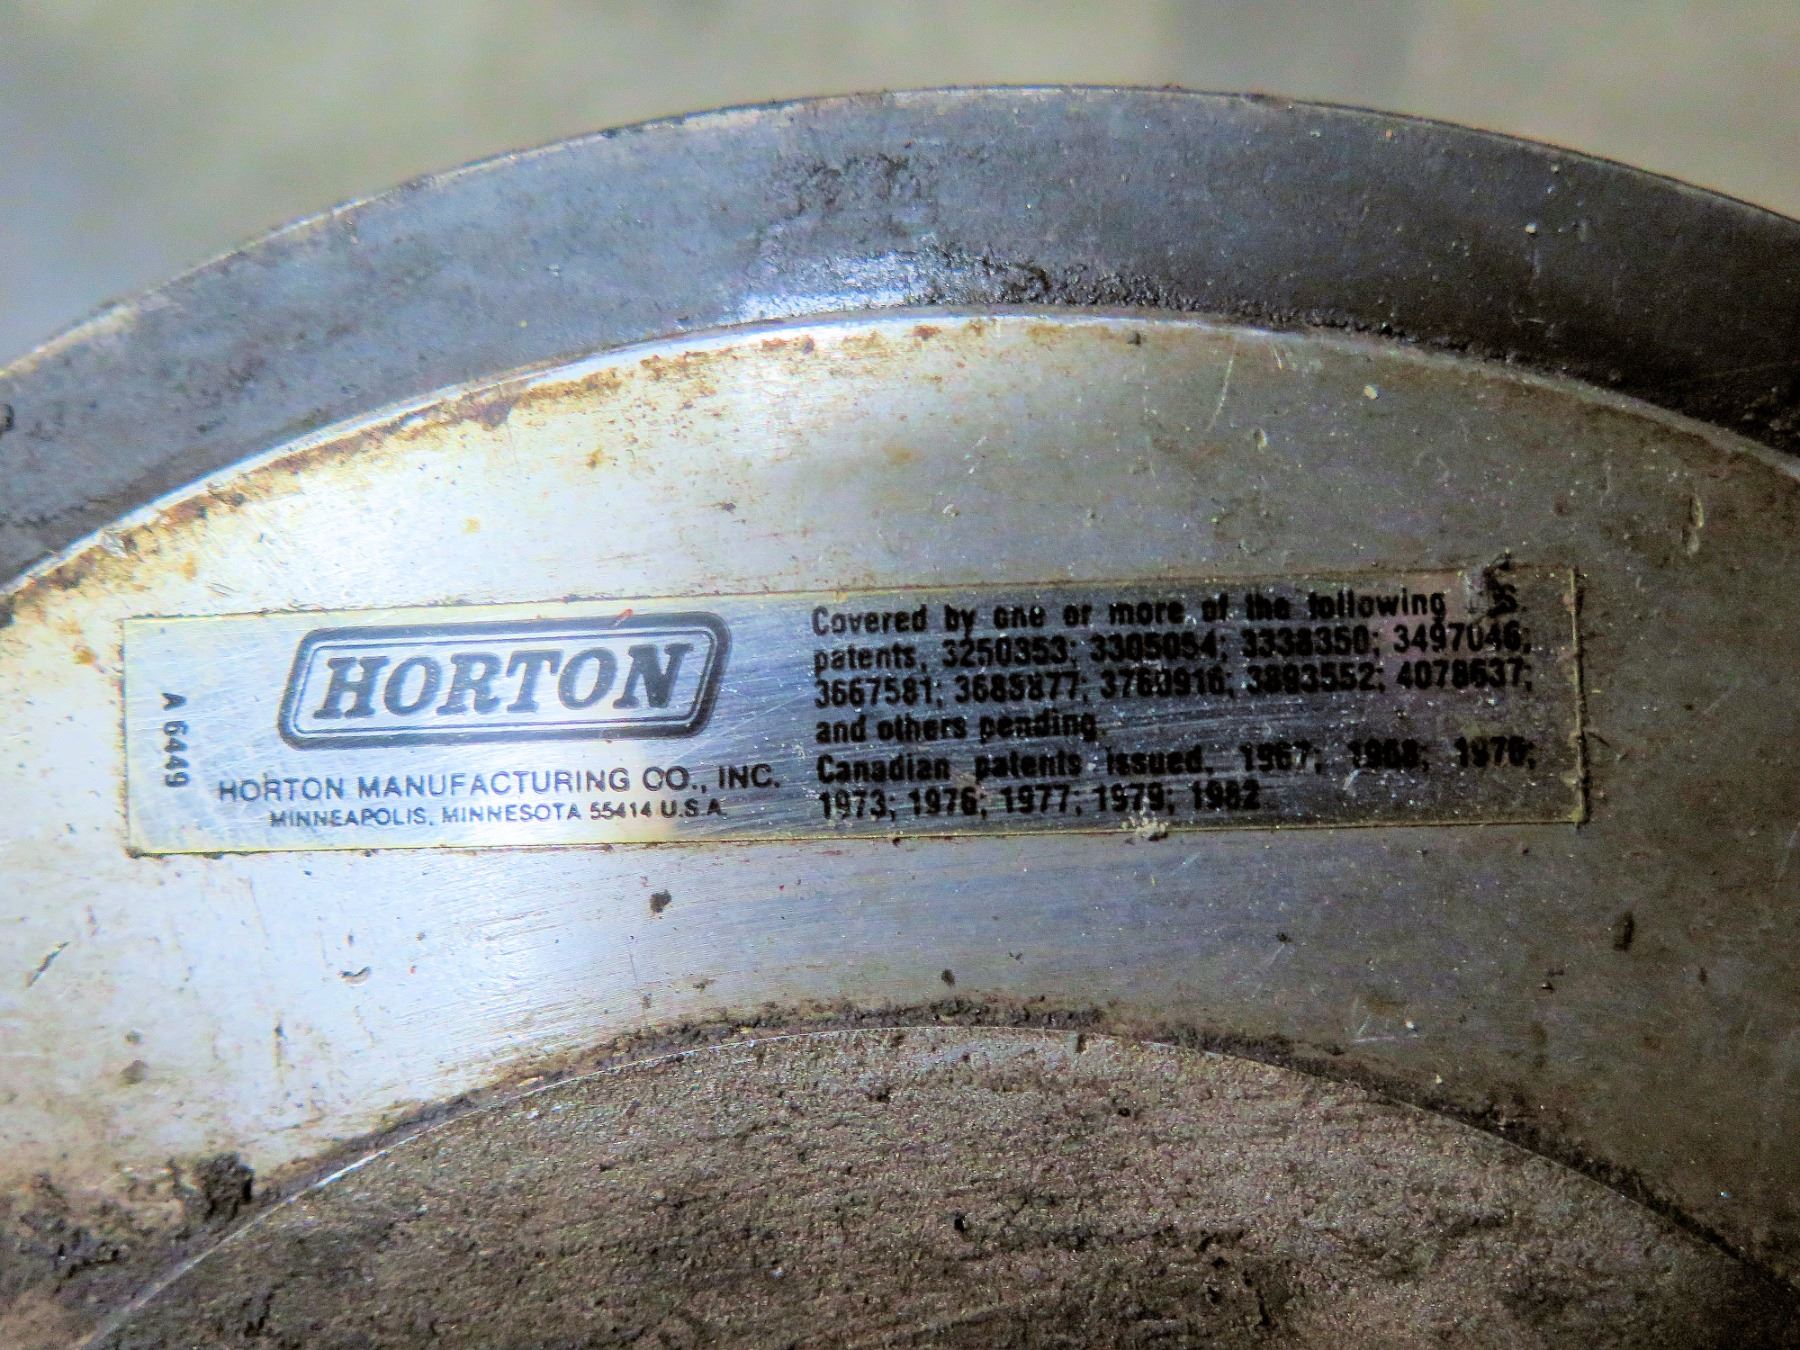 A 6449
HORTON
HORTON MANUFACTURING CO., INC.
MINNEAPOLIS, MINNESOTA 55414 U.S.A.
Covered by one or more of the following S.
patents, 3250353; 3305054; 3338350; 3497046;
3667581; 3685877; 3760916; 3893552; 4078637;
and others pending.
Canadian patents issued, 1967; 1968, 1970;
1973; 1976; 1977; 1979; 1982